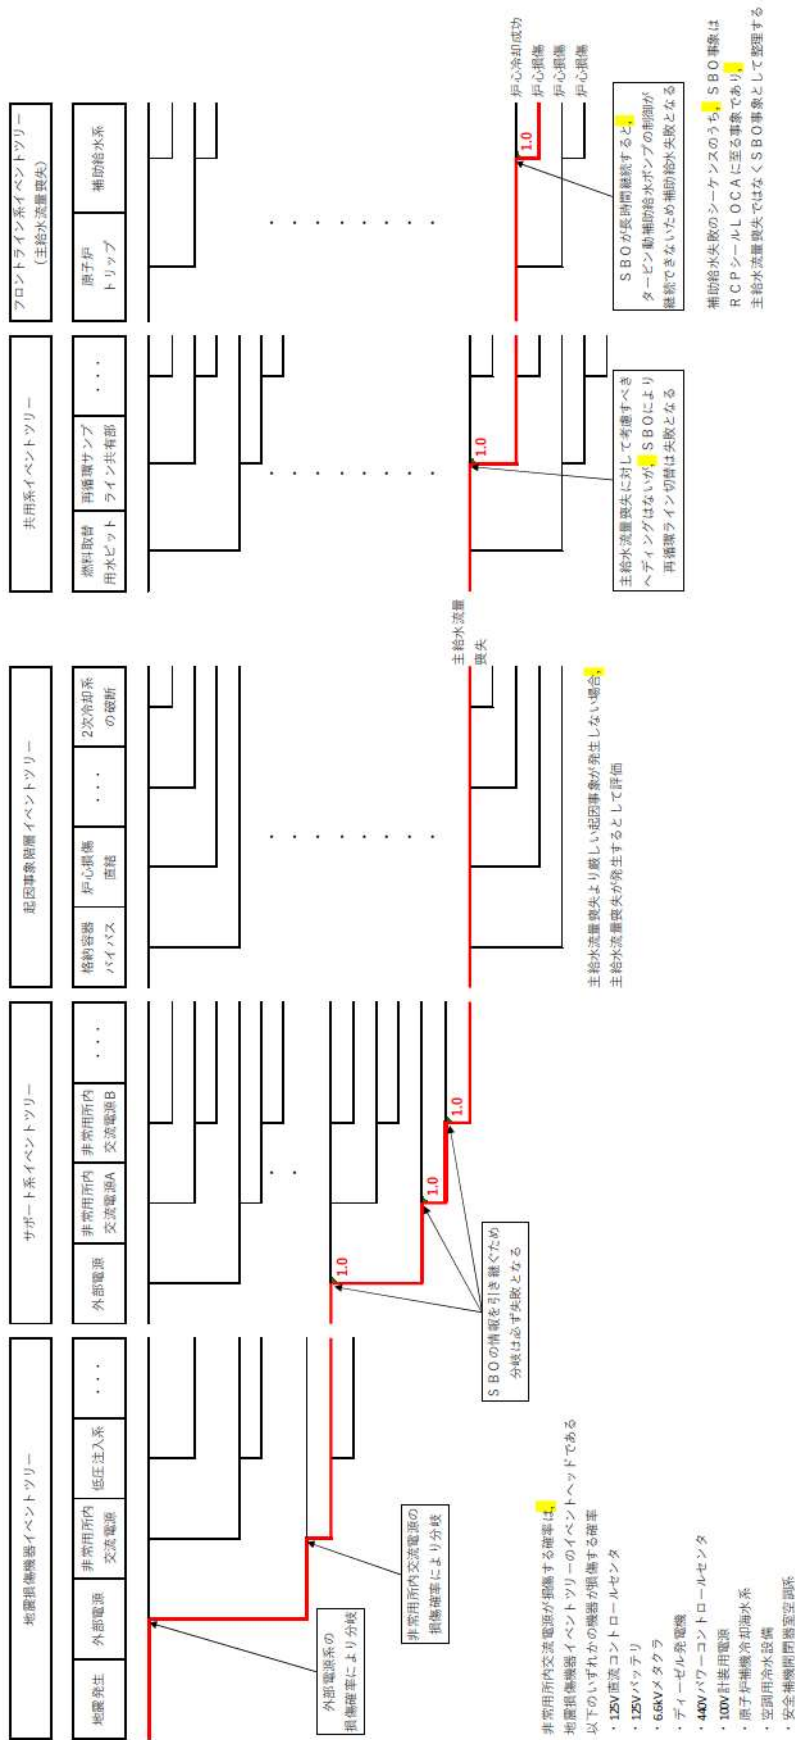 地震損傷機器イベントツリー
地震発生
外部電源
非常用所内
交流電源
低圧注入系
・・・
外部電源系の
損傷確率により分岐
非常用所内交流電源の
損傷確率により分岐
非常用所内交流電源が損傷する確率は,
地震損傷機器イベントツリーのイベントヘッドである
以下のいずれかの機器が損傷する確率
・125V直流コントロールセンタ
・125Vバッテリ
・6.6kVメタクラ
・ディーゼル発電機
・440Vパワーコントロールセンタ
・100V計装用電源
・原子炉補機冷却海水系
・空調用冷水設備
・安全補機開閉器室空調系
サポート系イベントツリー
外部電源
非常用所内
交流電源A
非常用所内
交流電源B
・・・
1.0
1.0
1.0
SBOの情報を引き継ぐため
分岐は必ず失敗となる
起因事象階層イベントツリー
格納容器
バイパス
炉心損傷
直結
・・・
2次冷却系
の破断
主給水流量
喪失
主給水流量喪失より厳しい起因事象が発生しない場合,
主給水流量喪失が発生するとして評価
共用系イベントツリー
燃料取替
用水ピット
再循環サンプ
ライン共有部
・・・
1.0
主給水流量喪失に対して考慮すべき
ヘディングはないが,SBOにより
再循環ライン切替は失敗となる
フロントライン系イベントツリー
(主給水流量喪失)
原子炉
トリップ
補助給水系
1.0
炉心冷却成功
炉心損傷
炉心損傷
炉心損傷
SBOが長時間継続すると,
タービン動補助給水ポンプの制御が
継続できないため補助給水失敗となる
補助給水失敗のシーケンスのうち,SBO事象は
RCPシールLOCAに至る事象であり,
主給水流量喪失ではなくSBO事象として整理する